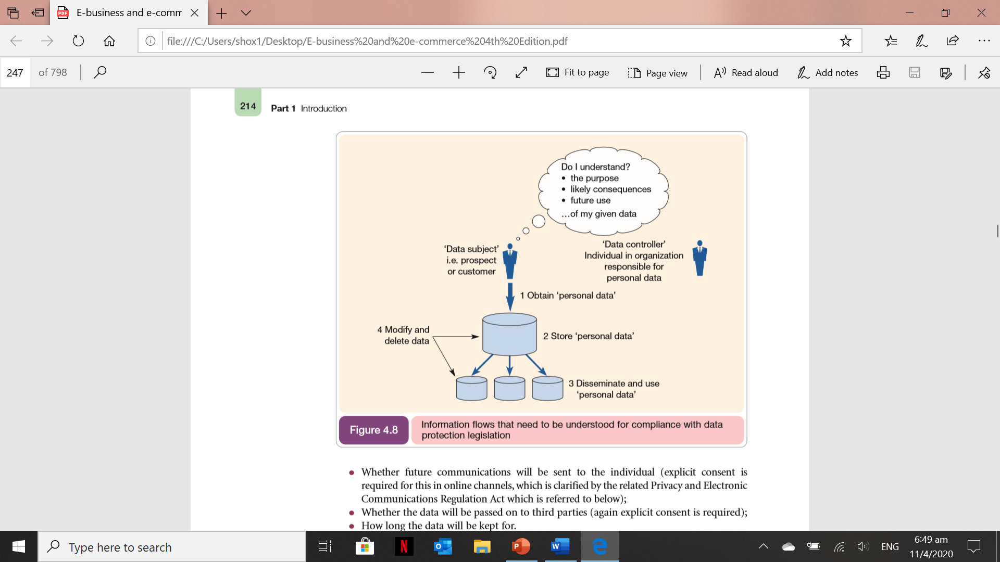 E-business and e-comm
file:///C:/Users/shox1/Desktop/E-business%20and%20e-commerce%204th%20Edition.pdf
247 of 798
Fit to page
Page view
Read aloud
Add notes
214 Part 1 Introduction
Do I understand?
• the purpose
• likely consequences
• future use
...of my given data
‘Data subject’
i.e. prospect
or customer
‘Data controller’
Individual in organization
responsible for
personal data
1 Obtain ‘personal data’
4 Modify and
delete data
2 Store ‘personal data’
3 Disseminate and use
‘personal data’
Figure 4.8
Information flows that need to be understood for compliance with data
protection legislation
• Whether future communications will be sent to the individual (explicit consent is
required for this in online channels, which is clarified by the related Privacy and Electronic
Communications Regulation Act which is referred to below);
• Whether the data will be passed on to third parties (again explicit consent is required);
• How long the data will be kept for.
Type here to search
ENG
6:49 am
11/4/2020